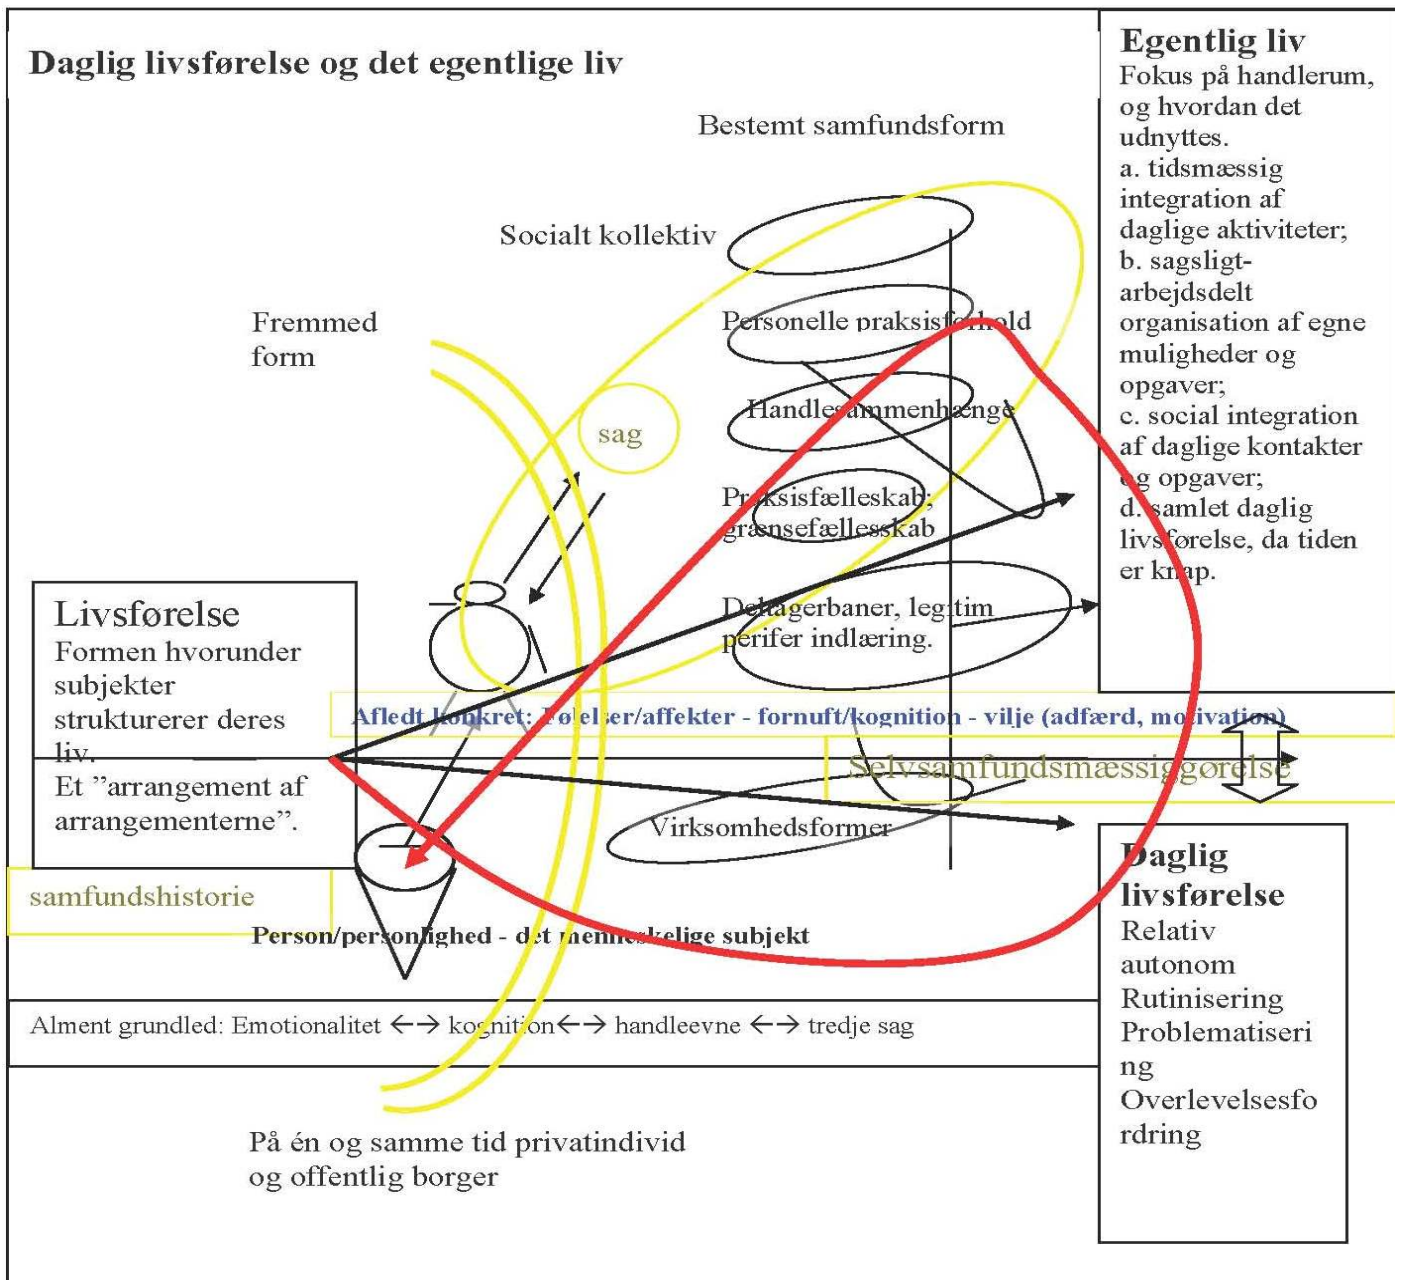 Daglig livsførelse og det egentlige liv
Bestemt samfundsform
Socialt kollektiv
Fremmed
form
sag
Personelle praksisforhold
Handlesammenhænge
Praksisfælleskab;
grænsefællesskab
Deltagerbaner, legitim
perifer indlæring.
Egentlig liv
Fokus på handlerum,
og hvordan det
udnyttes.
a. tidsmæssig
integration af
daglige aktiviteter;
b. sagsligt-
arbejdsdelt
organisation af egne
muligheder og
opgaver;
c. social integration
af daglige kontakter
og opgaver;
d. samlet daglig
livsførelse, da tiden
er knap.
Livsførelse
Formen hvorunder
subjekter
strukturerer deres
liv.
Et ”arrangement af
arrangementerne”.
Afledt konkret: Følelser/affekter - fornuft/kognition - vilje (adfærd, motivation)
Selvsamfundsmæssiggørelse
Virksomhedsformer
samfundshistorie
Person/personlighed - det menneskelige subjekt
Alment grundled: Emotionalitet <--> kognition<--> handleevne <--> tredje sag
Daglig
livsførelse
Relativ
autonom
Rutinisering
Problematiseri
ng
Overlevelsesfo
rdring
På én og samme tid privatindivid
og offentlig borger